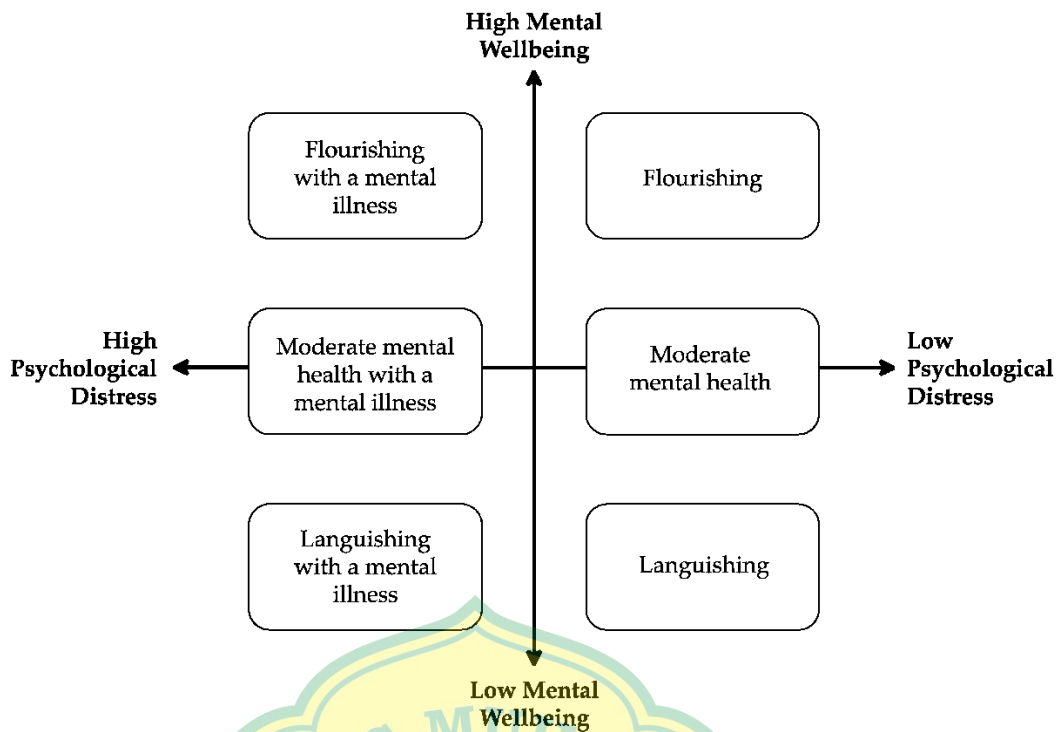 High Mental
Wellbeing
Flourishing
with a mental
illness
Flourishing
High
Psychological
Distress
Moderate mental
health with a
mental illness
Moderate
mental health
Low
Psychological
Distress
Languishing
with a mental
illness
Languishing
Low Mental
Wellbeing